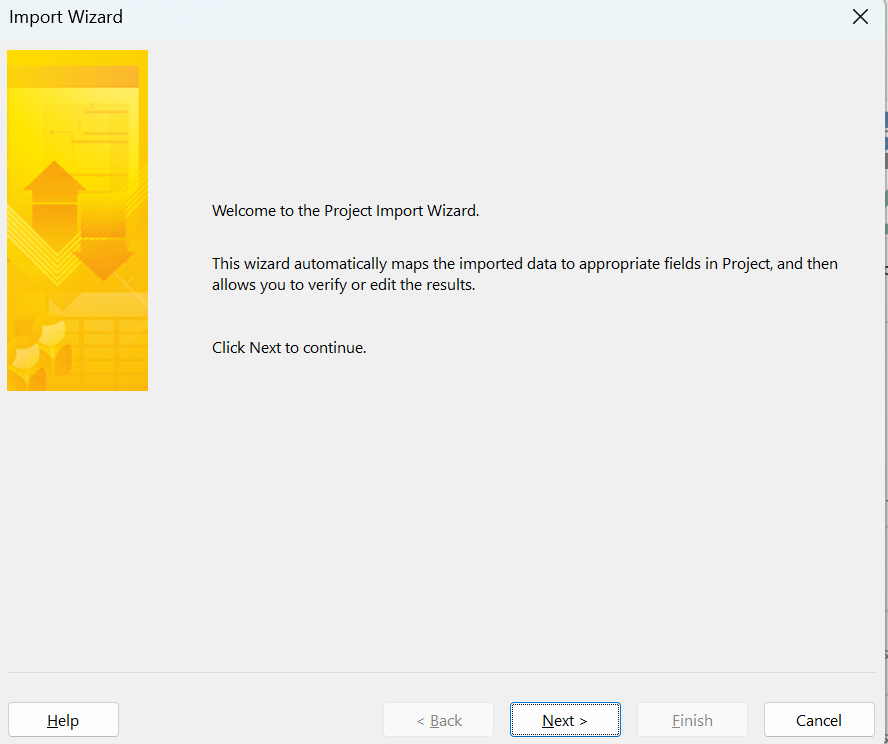 Import Wizard
Welcome to the Project Import Wizard.
This wizard automatically maps the imported data to appropriate fields in Project, and then
allows you to verify or edit the results.
Click Next to continue.
Help
< Back
Next >
Finish
Cancel